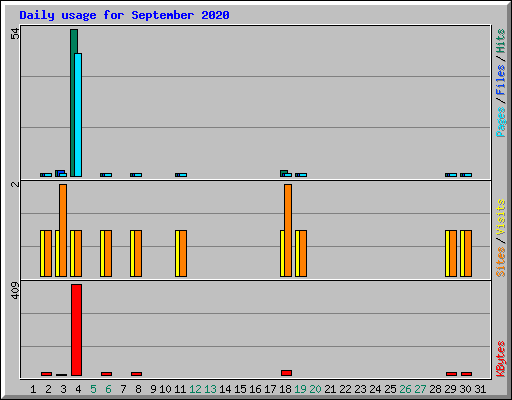 Daily usage for September 2020
54
2
409
Pages/Files/Hits
Sites/Visits
KBytes
1 2 3 4 5 6 7 8 9 10 11 12 13 14 15 16 17 18 19 20 21 22 23 24 25 26 27 28 29 30 31